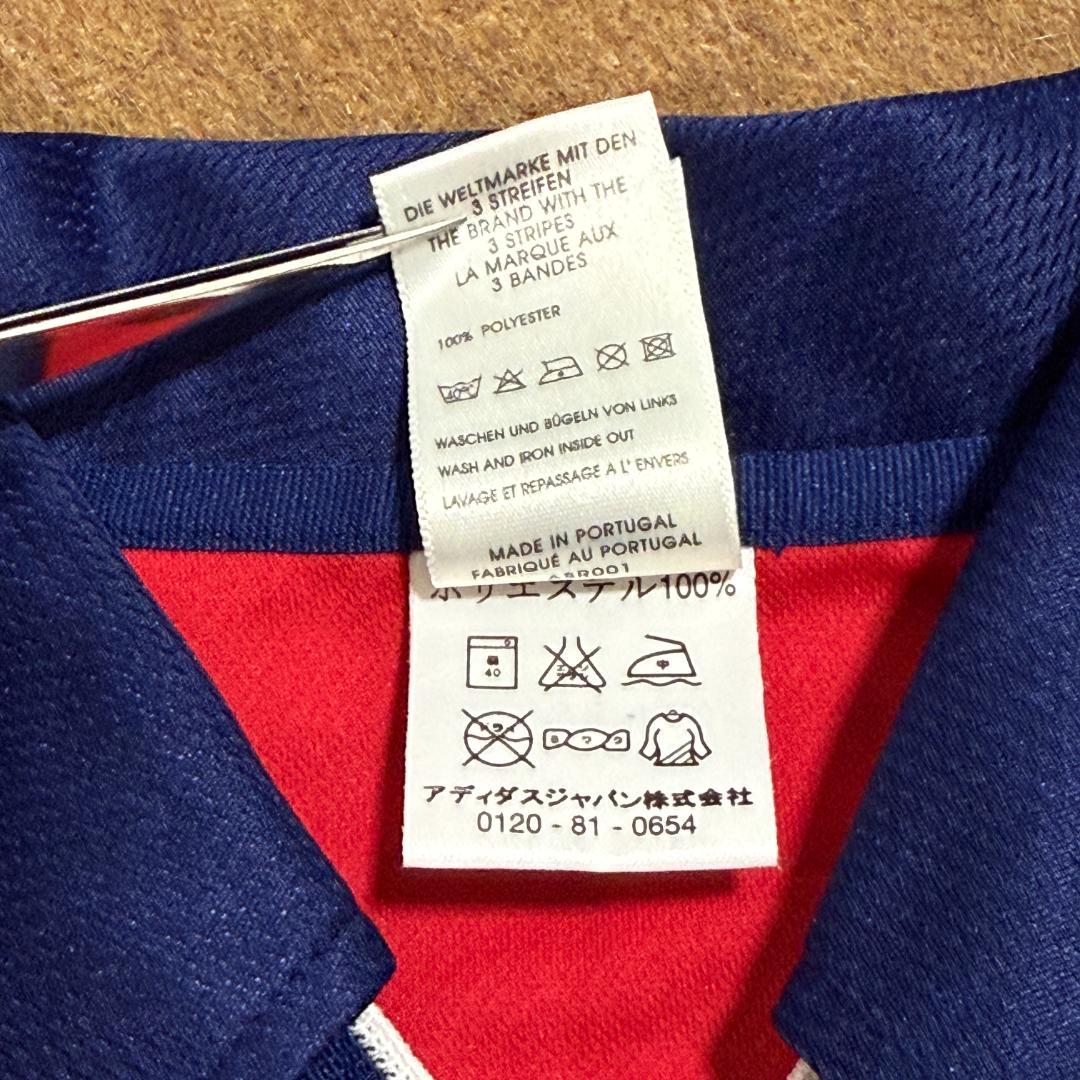 DIE WELTMARKE MIT DEN
3 STREIFEN
THE BRAND WITH THE
3 STRIPES
LA MARQUE AUX
3 BANDES
100% POLYESTER
40°
WASCHEN UND BÜGELN VON LINKS
WASH AND IRON INSIDE OUT
LAVAGE ET REPASSAGE A L'ENVERS
MADE IN PORTUGAL
FABRIQUÉ AU PORTUGAL
ポリエステル100%
40
中
アディダスジャパン株式会社
0120 - 81 - 0654